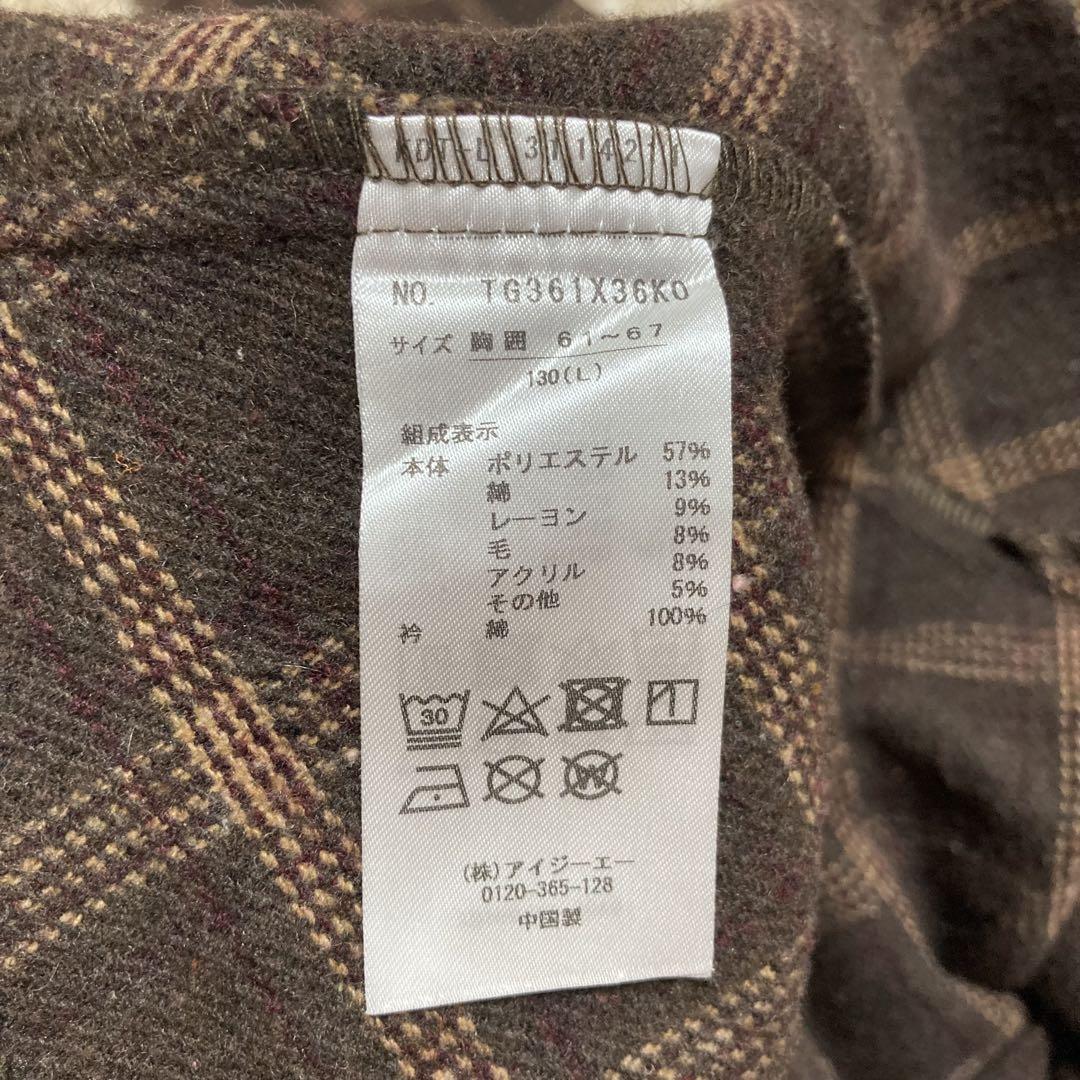 NO. TG361X36K0
サイズ 胸囲 61～67
130(L)
組成表示
本体 ポリエステル 57%
綿 13%
レーヨン 9%
毛 8%
アクリル 8%
その他 5%
衿 綿 100%
30
W
(株)アイジーエー
0120-365-128
中国製